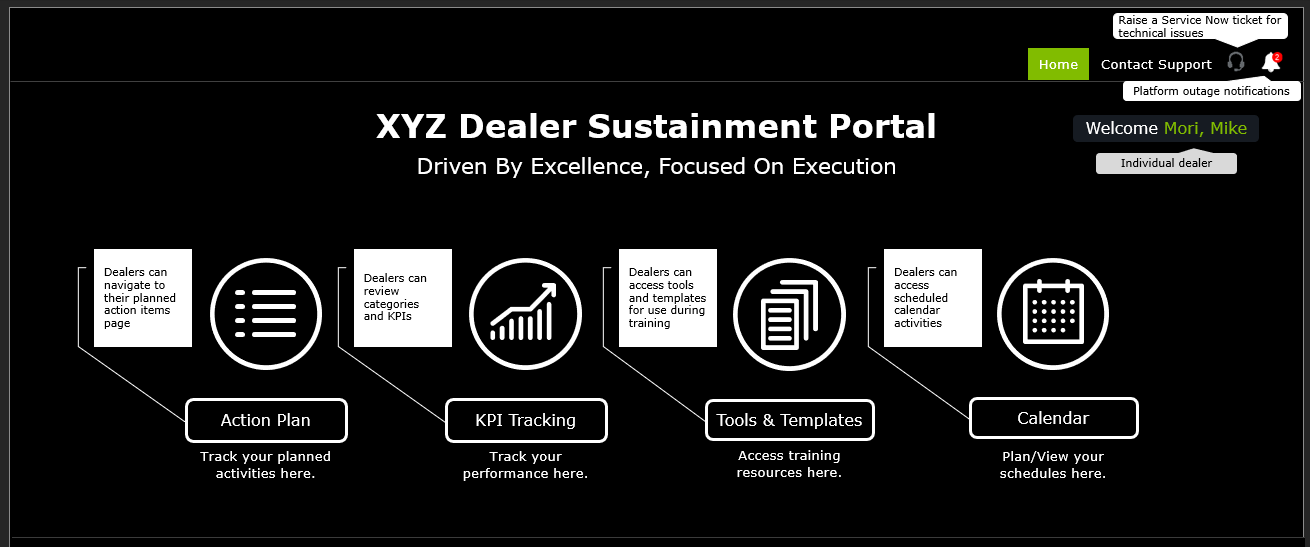 Raise a Service Now ticket for
technical issues
Home
Contact Support
2
Platform outage notifications
XYZ Dealer Sustainment Portal
Welcome Mori, Mike
Driven By Excellence, Focused On Execution
Individual dealer
Dealers can
navigate to
their planned
action items
page
Dealers can
review
categories
and KPIs
Dealers can
access tools
and templates
for use during
training
Dealers can
access
scheduled
calendar
activities
Action Plan
Track your planned
activities here.
KPI Tracking
Track your
performance here.
Tools & Templates
Access training
resources here.
Calendar
Plan/View your
schedules here.